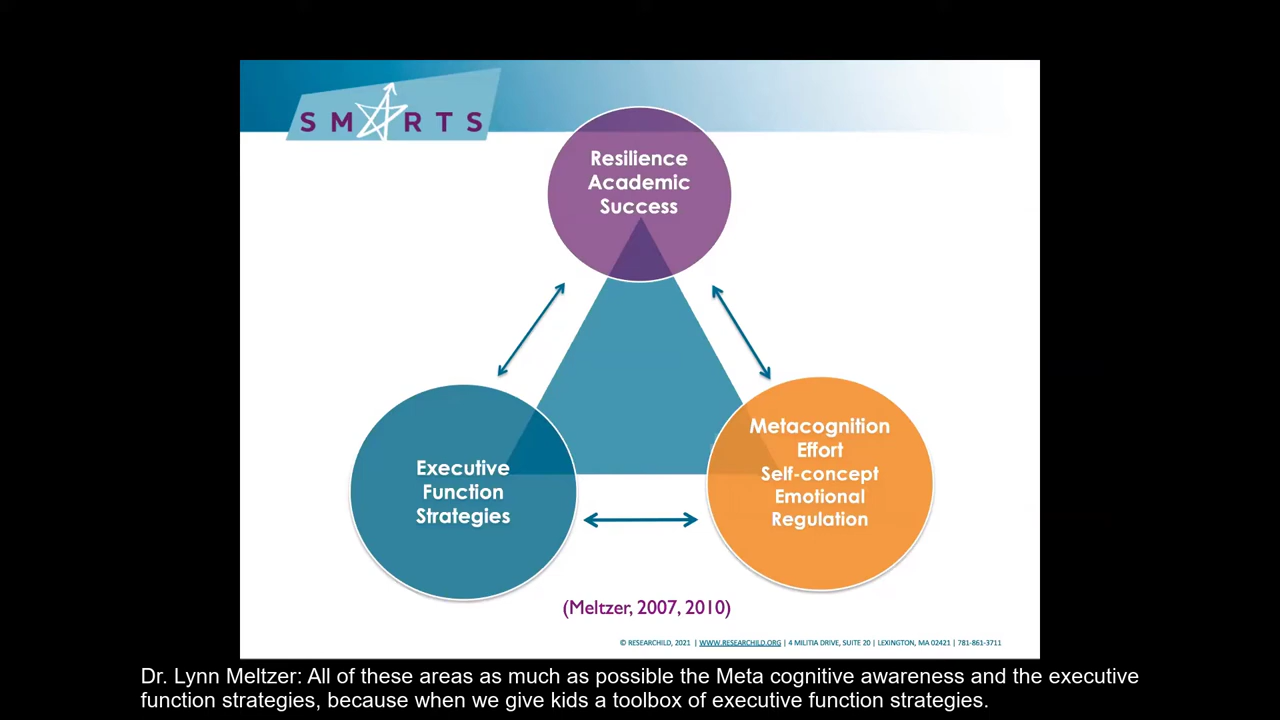 SMARTS
Resilience
Academic
Success
Executive
Function
Strategies
Metacognition
Effort
Self-concept
Emotional
Regulation
(Meltzer, 2007, 2010)
© RESEARCHILD, 2021 | WWW.RESEARCHILD.ORG | 4 MILITIA DRIVE, SUITE 20 | LEXINGTON, MA 02421 | 781-861-3711
Dr. Lynn Meltzer: All of these areas as much as possible the Meta cognitive awareness and the executive
function strategies, because when we give kids a toolbox of executive function strategies.